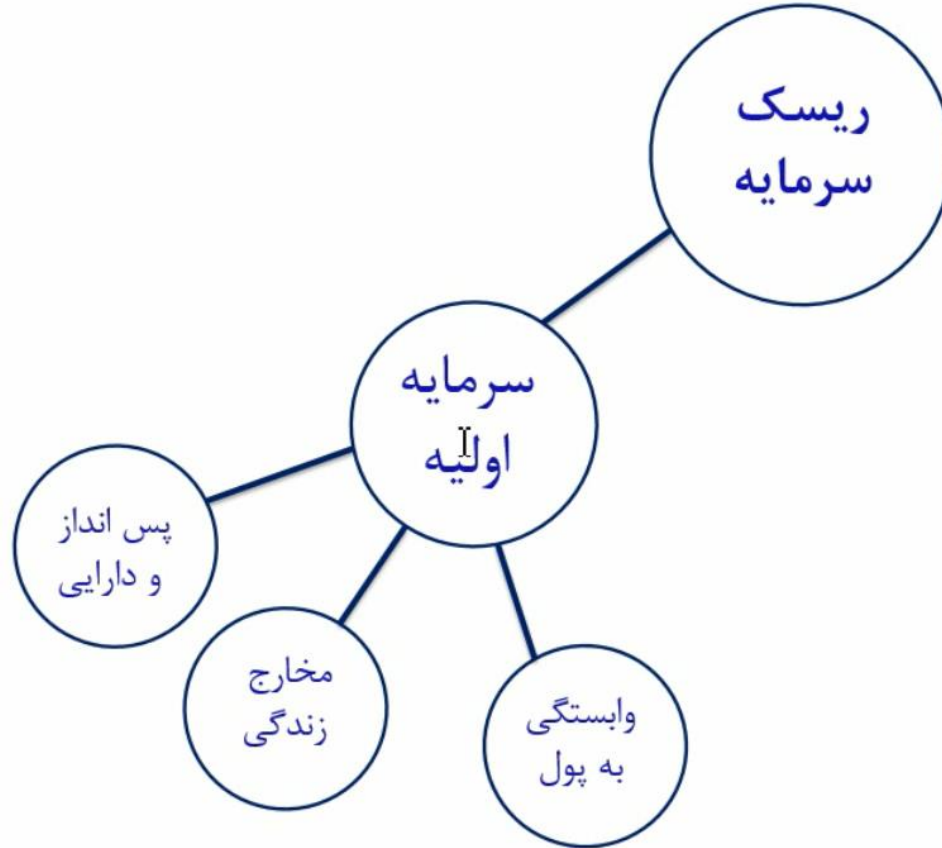 ریسک
سرمایه
سرمایه
اولیه
پس انداز
و دارایی
مخارج
زندگی
وابستگی
به پول